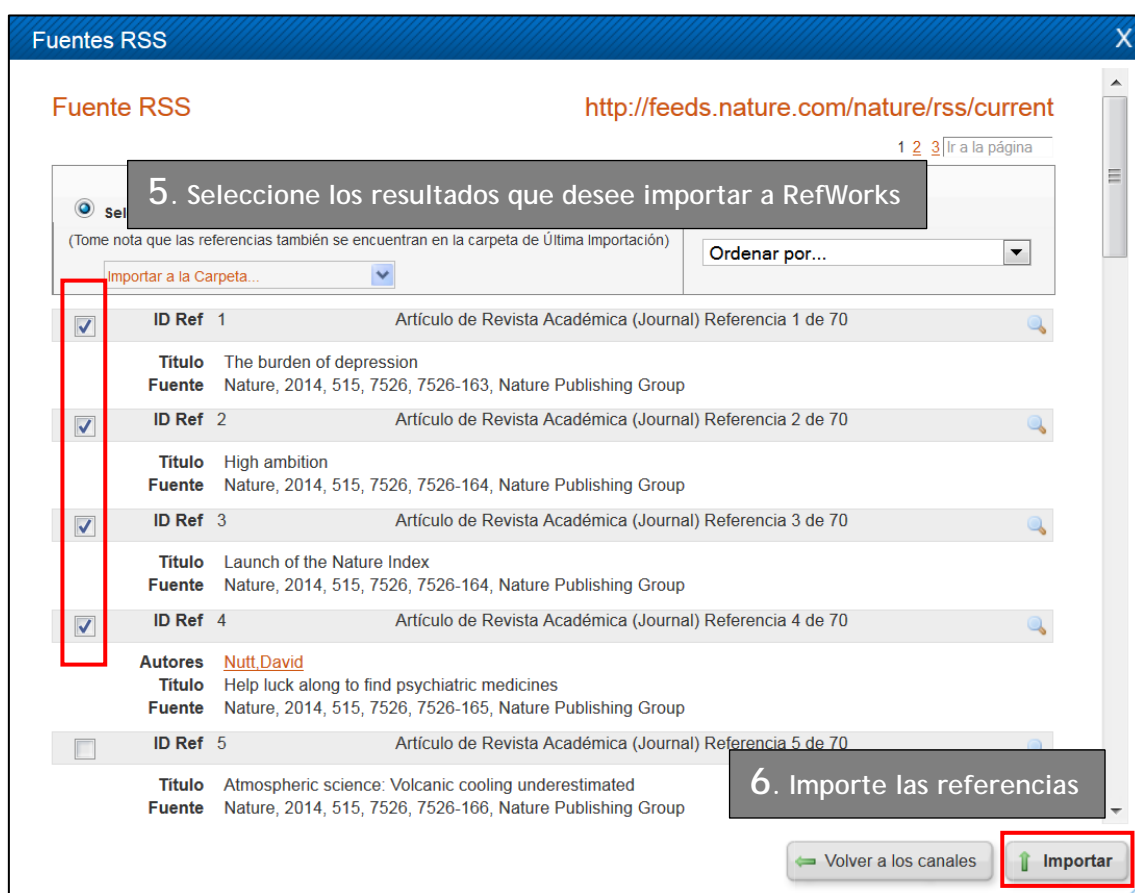 Fuentes RSS X
Fuente RSS http://feeds.nature.com/nature/rss/current
1 2 3 Ir a la página
5. Seleccione los resultados que desee importar a RefWorks
(Tome nota que las referencias también se encuentran en la carpeta de Última Importación)
Ordenar por...
Importar a la Carpeta...
ID Ref 1 Artículo de Revista Académica (Journal) Referencia 1 de 70
Título The burden of depression
Fuente Nature, 2014, 515, 7526, 7526-163, Nature Publishing Group
ID Ref 2 Artículo de Revista Académica (Journal) Referencia 2 de 70
Título High ambition
Fuente Nature, 2014, 515, 7526, 7526-164, Nature Publishing Group
ID Ref 3 Artículo de Revista Académica (Journal) Referencia 3 de 70
Título Launch of the Nature Index
Fuente Nature, 2014, 515, 7526, 7526-164, Nature Publishing Group
ID Ref 4 Artículo de Revista Académica (Journal) Referencia 4 de 70
Autores Nutt,David
Título Help luck along to find psychiatric medicines
Fuente Nature, 2014, 515, 7526, 7526-165, Nature Publishing Group
ID Ref 5 Artículo de Revista Académica (Journal) Referencia 5 de 70
Título Atmospheric science: Volcanic cooling underestimated
Fuente Nature, 2014, 515, 7526, 7526-166, Nature Publishing Group
6. Importe las referencias
Volver a los canales Importar